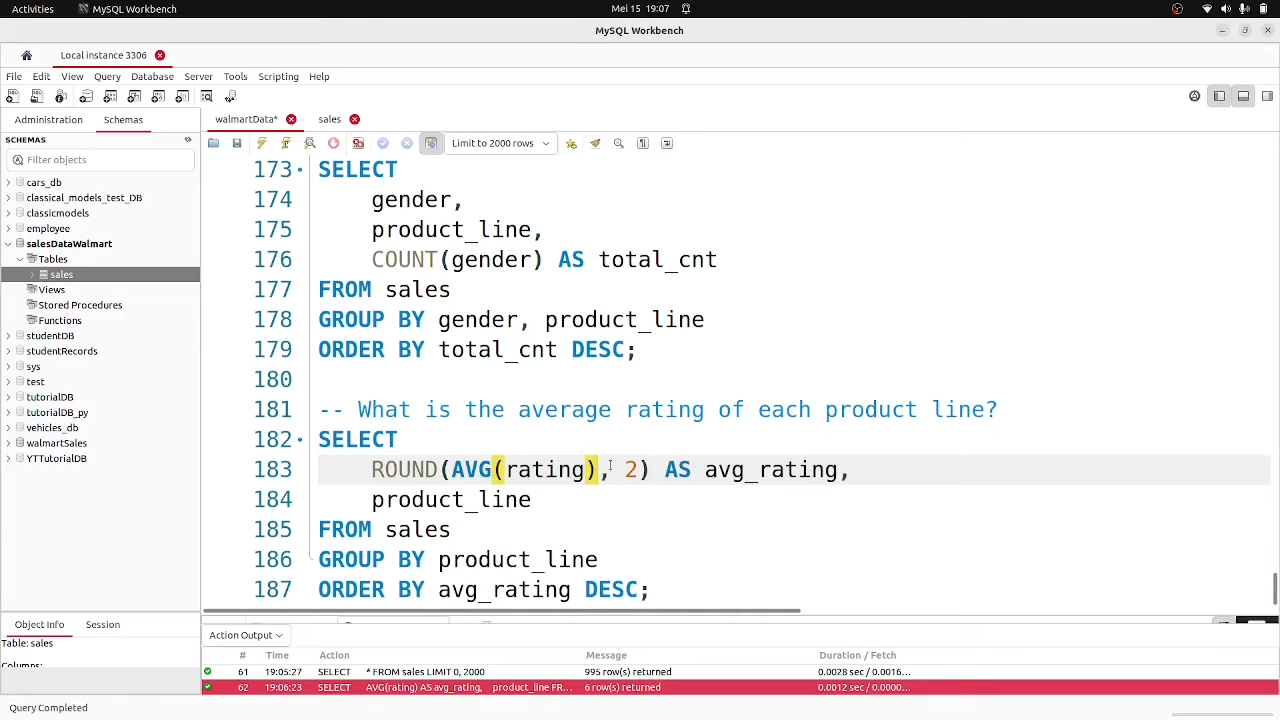 Activities MySQL Workbench Mei 15 19:07
MySQL Workbench
Local instance 3306
File Edit View Query Database Server Tools Scripting Help
Administration Schemas
walmartData* sales
SCHEMAS
Limit to 2000 rows
Filter objects
cars_db
classical_models_test_DB
classicmodels
employee
salesDataWalmart
Tables
sales
Views
Stored Procedures
Functions
studentDB
studentRecords
sys
test
tutorialDB
tutorialDB_py
vehicles_db
walmartSales
YTTutorialDB
173 SELECT
174 gender,
175 product_line,
176 COUNT(gender) AS total_cnt
177 FROM sales
178 GROUP BY gender, product_line
179 ORDER BY total_cnt DESC;
180
181 -- What is the average rating of each product line?
182 SELECT
183 ROUND(AVG(rating), 2) AS avg_rating,
184 product_line
185 FROM sales
186 GROUP BY product_line
187 ORDER BY avg_rating DESC;
Object Info Session
Table: sales
Columns:
Action Output
# Time Action Message Duration / Fetch
61 19:05:27 SELECT * FROM sales LIMIT 0, 2000 995 row(s) returned 0.0028 sec / 0.0016...
62 19:06:23 SELECT AVG(rating) AS avg_rating, product_line FR... 6 row(s) returned 0.0012 sec / 0.0000...
Query Completed